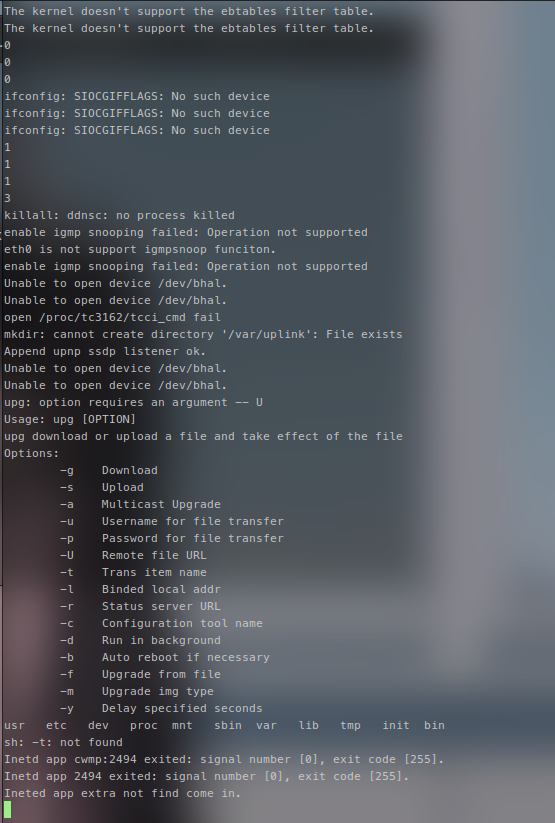 The kernel doesn't support the ebtables filter table.
The kernel doesn't support the ebtables filter table.
0
0
0
ifconfig: SIOCGIFFLAGS: No such device
ifconfig: SIOCGIFFLAGS: No such device
ifconfig: SIOCGIFFLAGS: No such device
1
1
1
3
killall: ddnsc: no process killed
enable igmp snooping failed: Operation not supported
eth0 is not support igmpsnoop funciton.
enable igmp snooping failed: Operation not supported
Unable to open device /dev/bhal.
Unable to open device /dev/bhal.
open /proc/tc3162/tcci_cmd fail
mkdir: cannot create directory '/var/uplink': File exists
Append upnp ssdp listener ok.
Unable to open device /dev/bhal.
Unable to open device /dev/bhal.
upg: option requires an argument -- U
Usage: upg [OPTION]
upg download or upload a file and take effect of the file
Options:
-g Download
-s Upload
-a Multicast Upgrade
-u Username for file transfer
-p Password for file transfer
-U Remote file URL
-t Trans item name
-l Binded local addr
-r Status server URL
-c Configuration tool name
-d Run in background
-b Auto reboot if necessary
-f Upgrade from file
-m Upgrade img type
-y Delay specified seconds
usr etc dev proc mnt sbin var lib tmp init bin
sh: -t: not found
Inetd app cwmp:2494 exited: signal number [0], exit code [255].
Inetd app 2494 exited: signal number [0], exit code [255].
Ineted app extra not find come in.